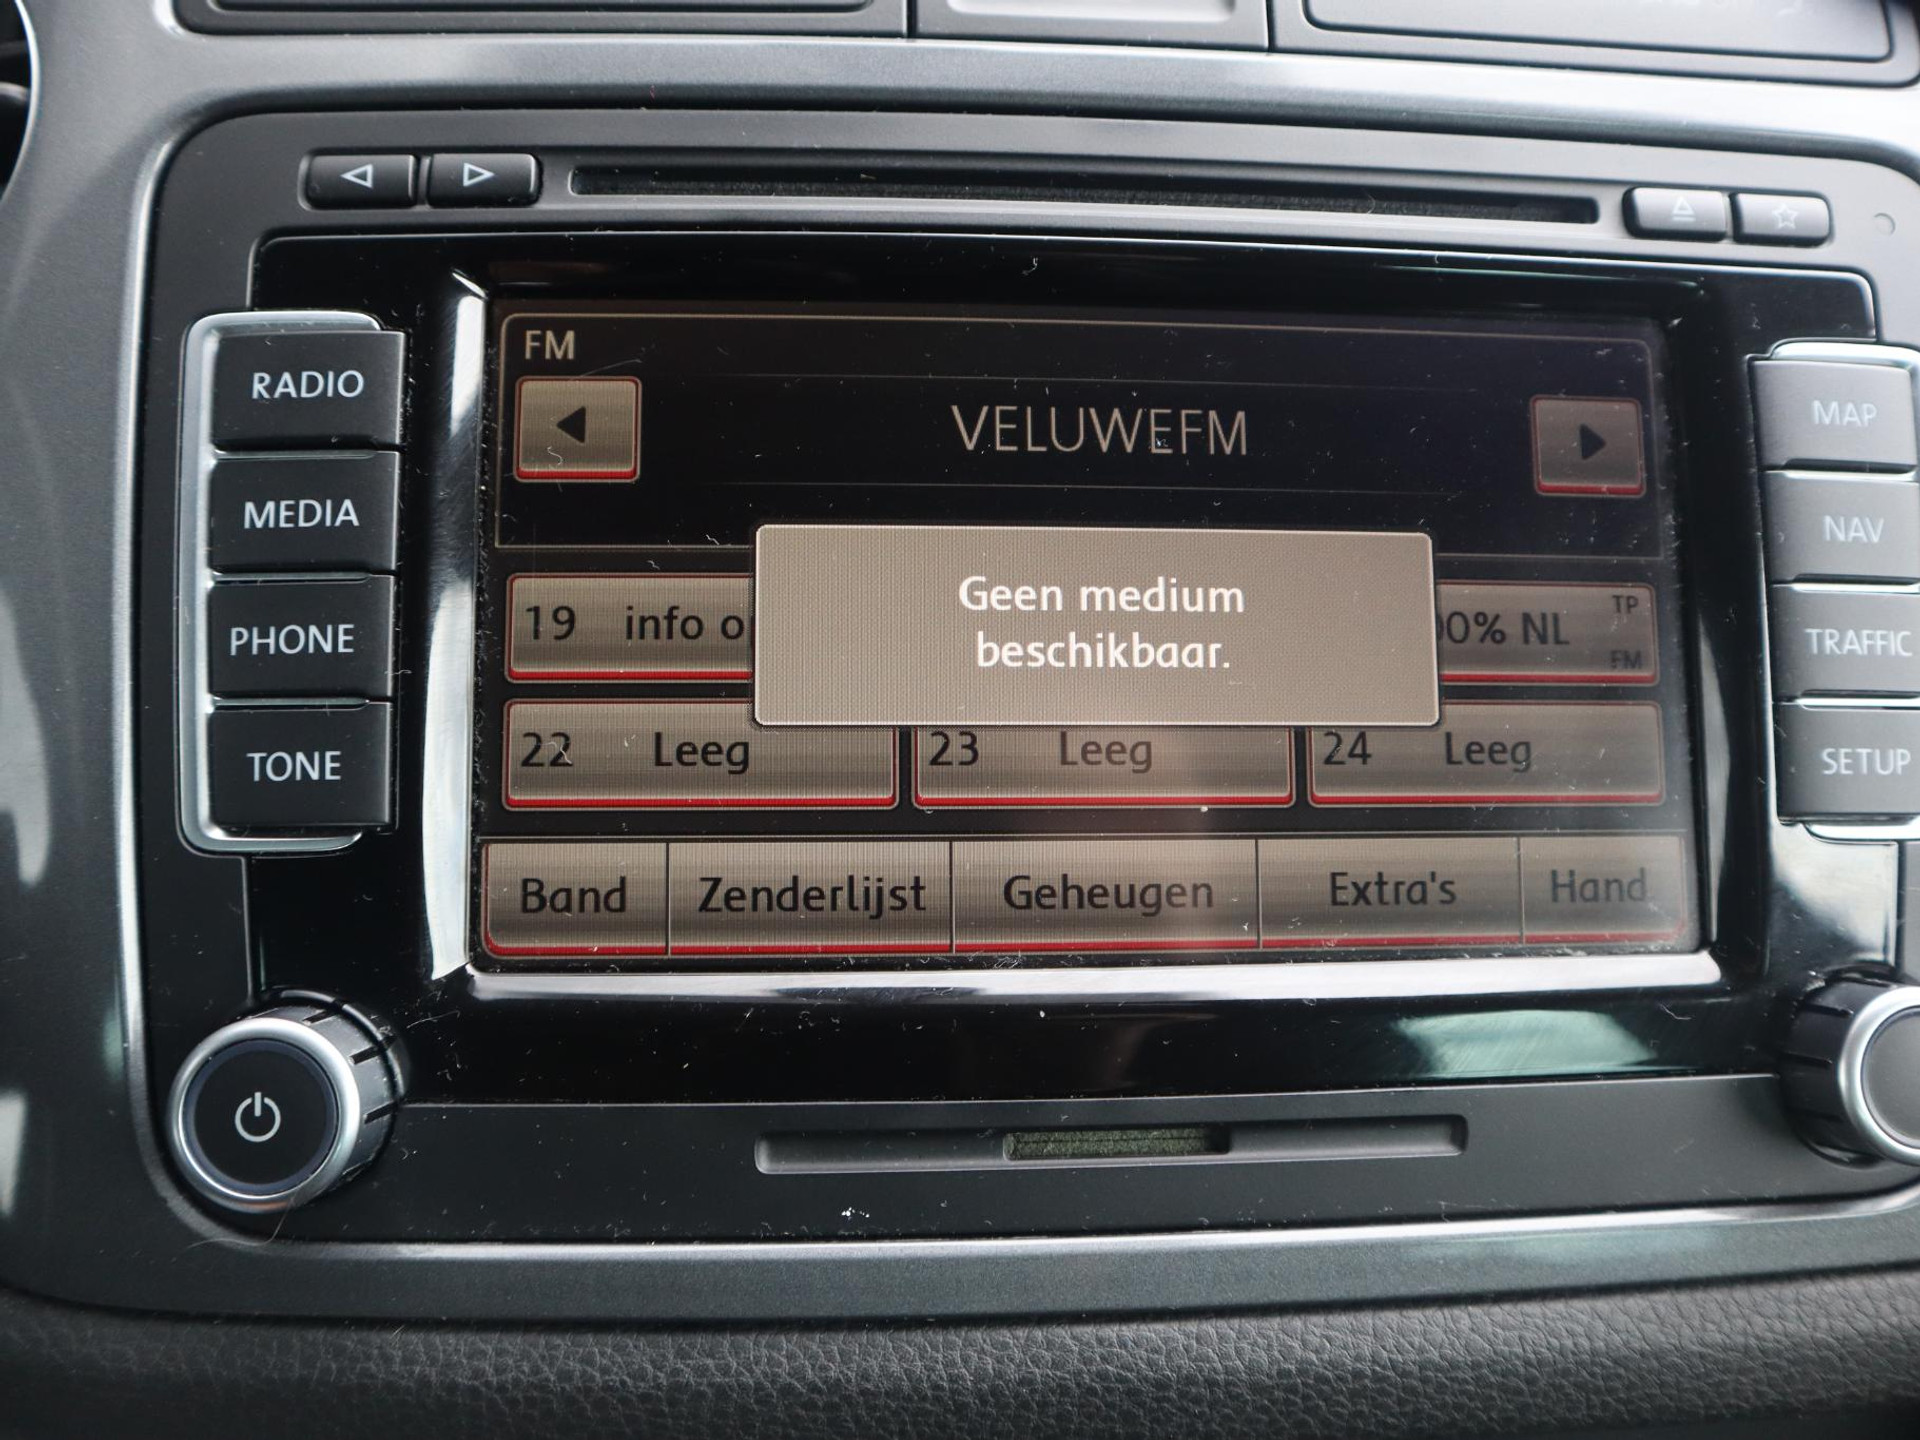 RADIO
MEDIA
PHONE
TONE
FM
VELUWEFM
Geen medium
beschikbaar.
19 info o
00% NL
TP
FM
22 Leeg
23 Leeg
24 Leeg
Band
Zenderlijst
Geheugen
Extra's
Hand
MAP
NAV
TRAFFIC
SETUP